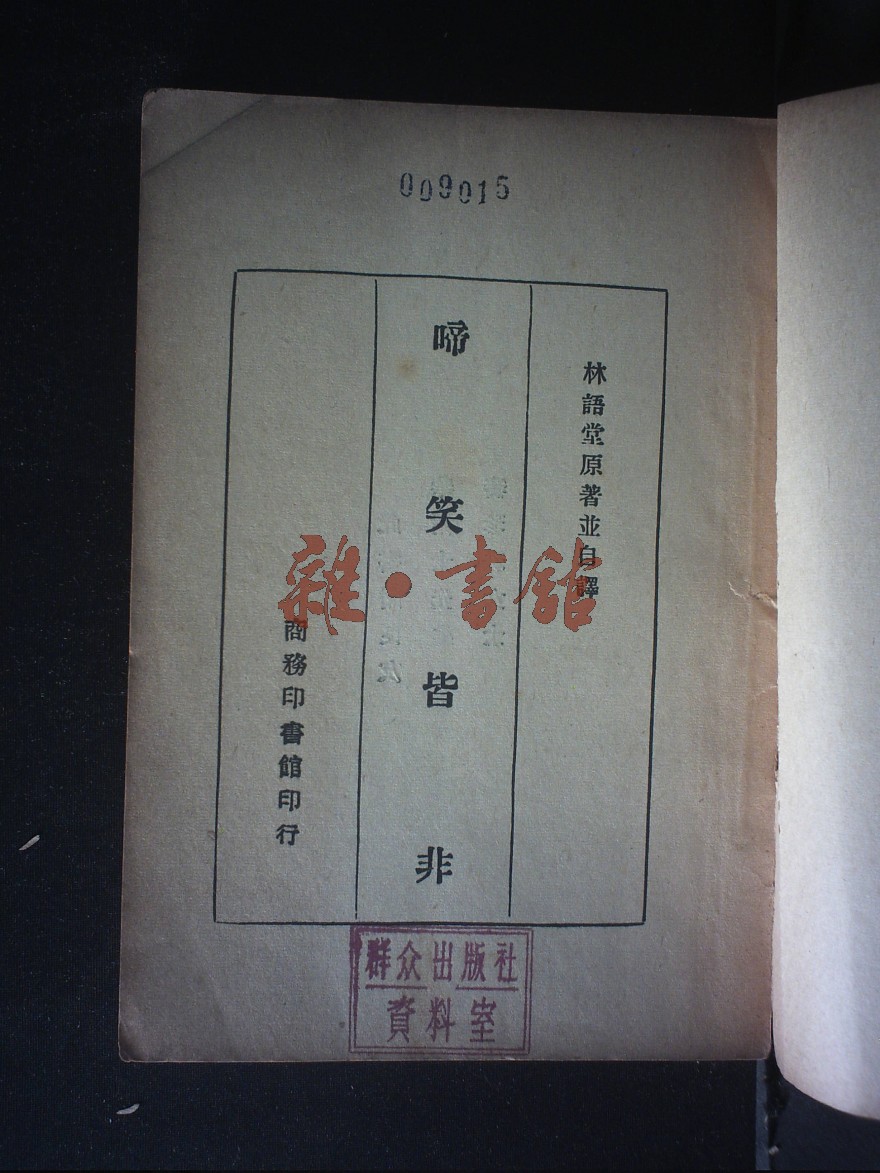 009015
林語堂原著並自譯
啼笑皆非
商務印書館印行
雜·書館
群众出版社
資料室